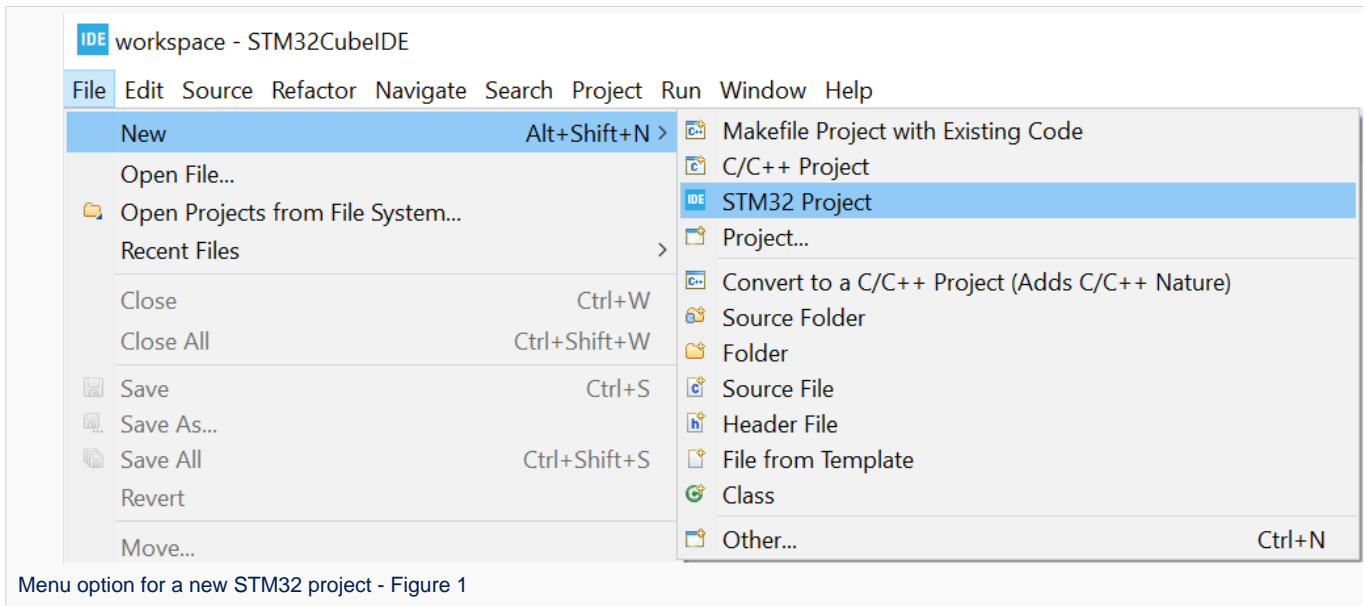 IDE workspace - STM32CubeIDE
File Edit Source Refactor Navigate Search Project Run Window Help
New Alt+Shift+N >
Open File...
Open Projects from File System...
Recent Files >
Close Ctrl+W
Close All Ctrl+Shift+W
Save Ctrl+S
Save As...
Save All Ctrl+Shift+S
Revert
Move...
Makefile Project with Existing Code
C/C++ Project
IDE STM32 Project
Project...
Convert to a C/C++ Project (Adds C/C++ Nature)
Source Folder
Folder
Source File
Header File
File from Template
Class
Other... Ctrl+N
Menu option for a new STM32 project - Figure 1